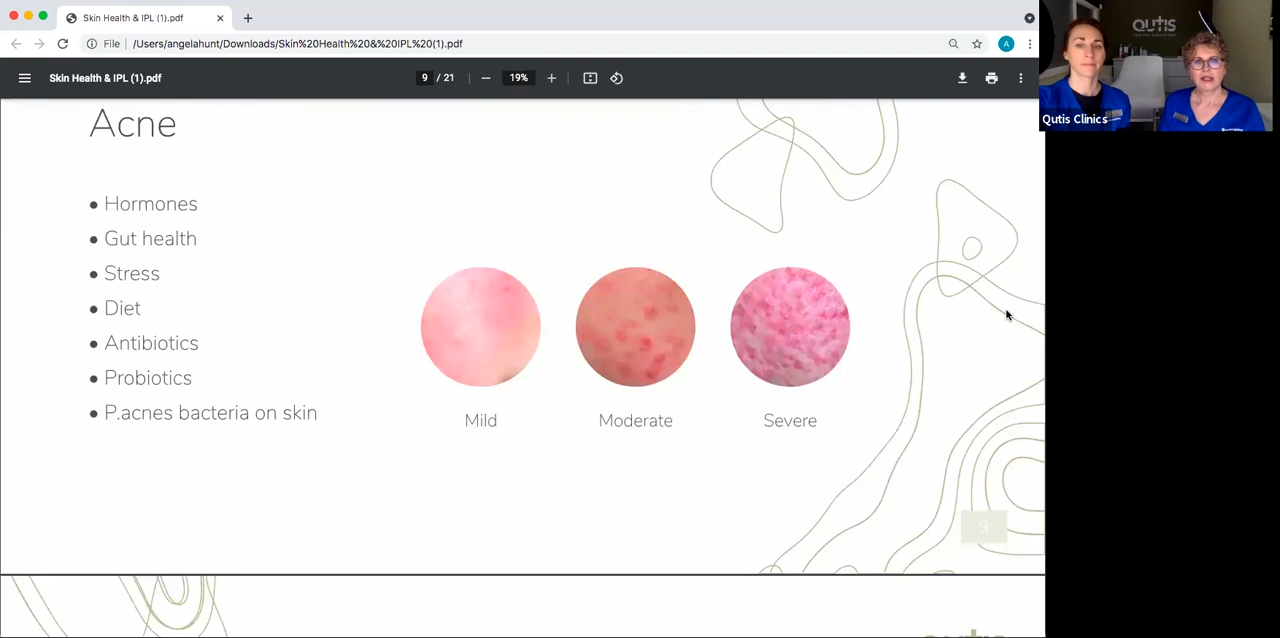 Skin Health & IPL (1).pdf
File
/Users/angelahunt/Downloads/Skin%20Health%20&%20IPL%20(1).pdf
A
Skin Health & IPL (1).pdf
9 / 21
19%
Qutis
Qutis Clinics
Acne
• Hormones
• Gut health
• Stress
• Diet
• Antibiotics
• Probiotics
• P.acnes bacteria on skin
Mild
Moderate
Severe
9